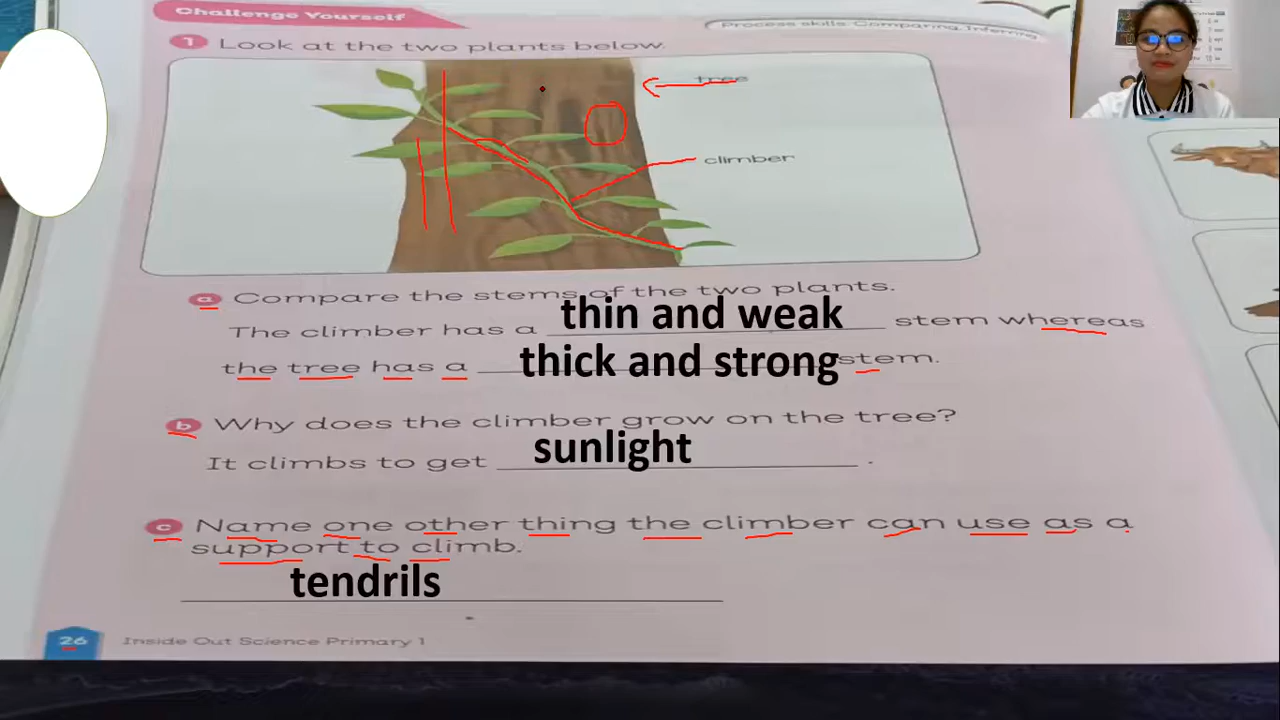 Challenge Yourself
Process skills: Comparing, Inferring
1 Look at the two plants below.
tree
climber
a Compare the stems of the two plants.
The climber has a thin and weak stem whereas
the tree has a thick and strong stem.
b Why does the climber grow on the tree?
It climbs to get sunlight .
c Name one other thing the climber can use as a
support to climb.
tendrils
26 Inside Out Science Primary 1